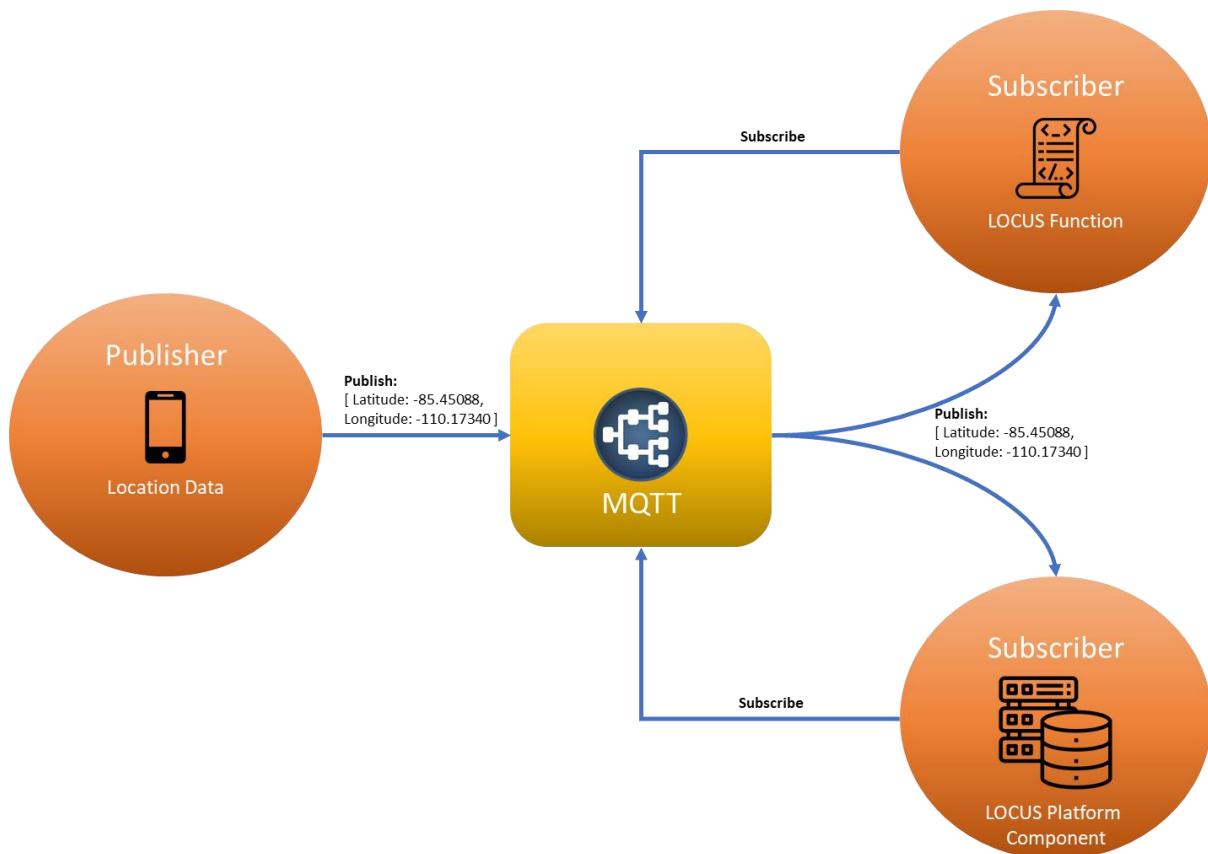 Publisher
Location Data
Publish:
[ Latitude: -85.45088,
Longitude: -110.17340 ]
MQTT
Subscribe
Subscriber
<_>
</..>
LOCUS Function
Publish:
[ Latitude: -85.45088,
Longitude: -110.17340 ]
Subscribe
Subscriber
LOCUS Platform
Component